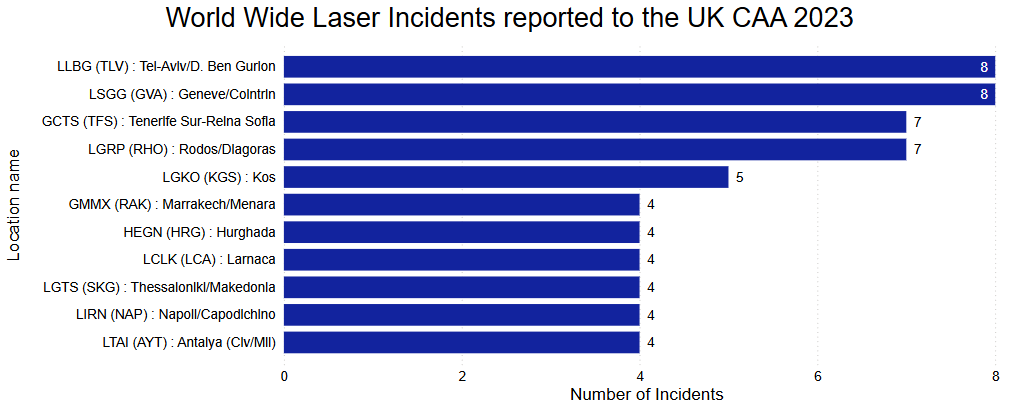 World Wide Laser Incidents reported to the UK CAA 2023
Location name
LLBG (TLV) : Tel-Aviv/D. Ben Gurion 8
LSGG (GVA) : Geneve/Cointrin 8
GCTS (TFS) : Tenerife Sur-Reina Sofia 7
LGRP (RHO) : Rodos/Diagoras 7
LGKO (KGS) : Kos 5
GMMX (RAK) : Marrakech/Menara 4
HEGN (HRG) : Hurghada 4
LCLK (LCA) : Larnaca 4
LGTS (SKG) : Thessaloniki/Makedonia 4
LIRN (NAP) : Napoli/Capodichino 4
LTAI (AYT) : Antalya (Civ/Mil) 4
0 2 4 6 8
Number of Incidents